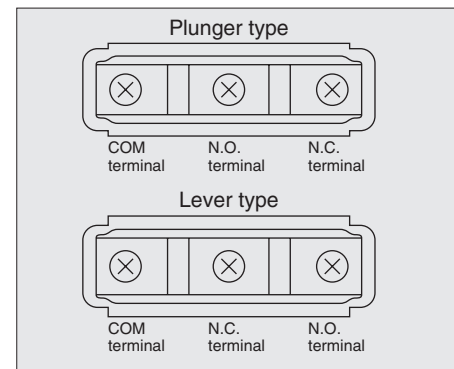 Plunger type
COM N.O. N.C.
terminal terminal terminal
Lever type
COM N.C. N.O.
terminal terminal terminal